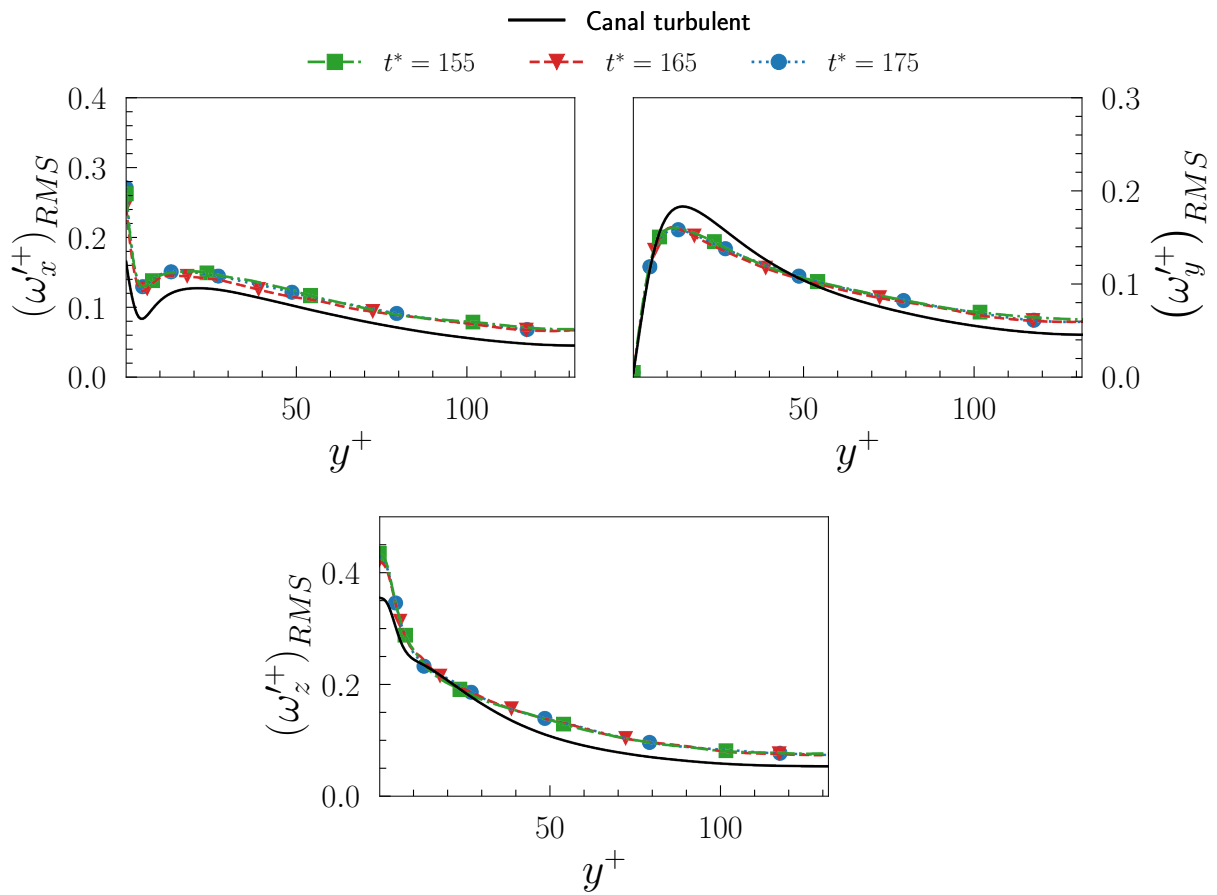 Canal turbulent
t* = 155 t* = 165 t* = 175
(ω′⁺ₓ)RMS
0.4
0.3
0.2
0.1
0.0
50 100
y⁺
0.3
0.2
0.1
0.0
(ω′⁺_y)RMS
50 100
y⁺
(ω′⁺_z)RMS
0.4
0.2
0.0
50 100
y⁺